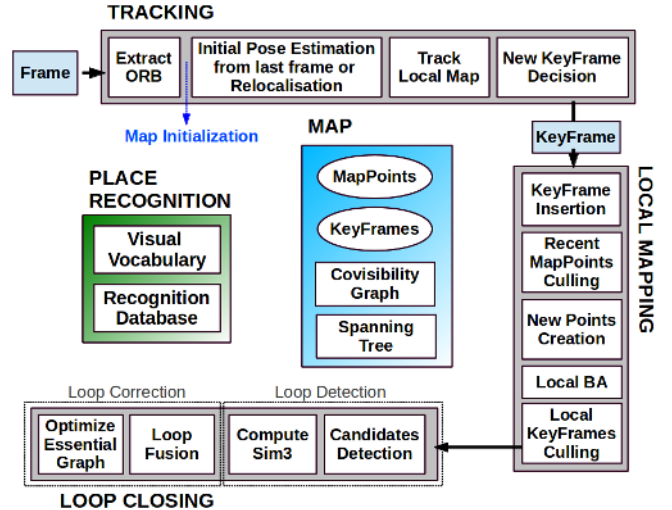 TRACKING
Frame
Extract
ORB
Initial Pose Estimation
from last frame or
Relocalisation
Track
Local Map
New KeyFrame
Decision
Map Initialization
KeyFrame
MAP
MapPoints
KeyFrames
Covisibility
Graph
Spanning
Tree
PLACE
RECOGNITION
Visual
Vocabulary
Recognition
Database
LOCAL MAPPING
KeyFrame
Insertion
Recent
MapPoints
Culling
New Points
Creation
Local BA
Local
KeyFrames
Culling
Loop Correction
Loop Detection
Optimize
Essential
Graph
Loop
Fusion
Compute
Sim3
Candidates
Detection
LOOP CLOSING